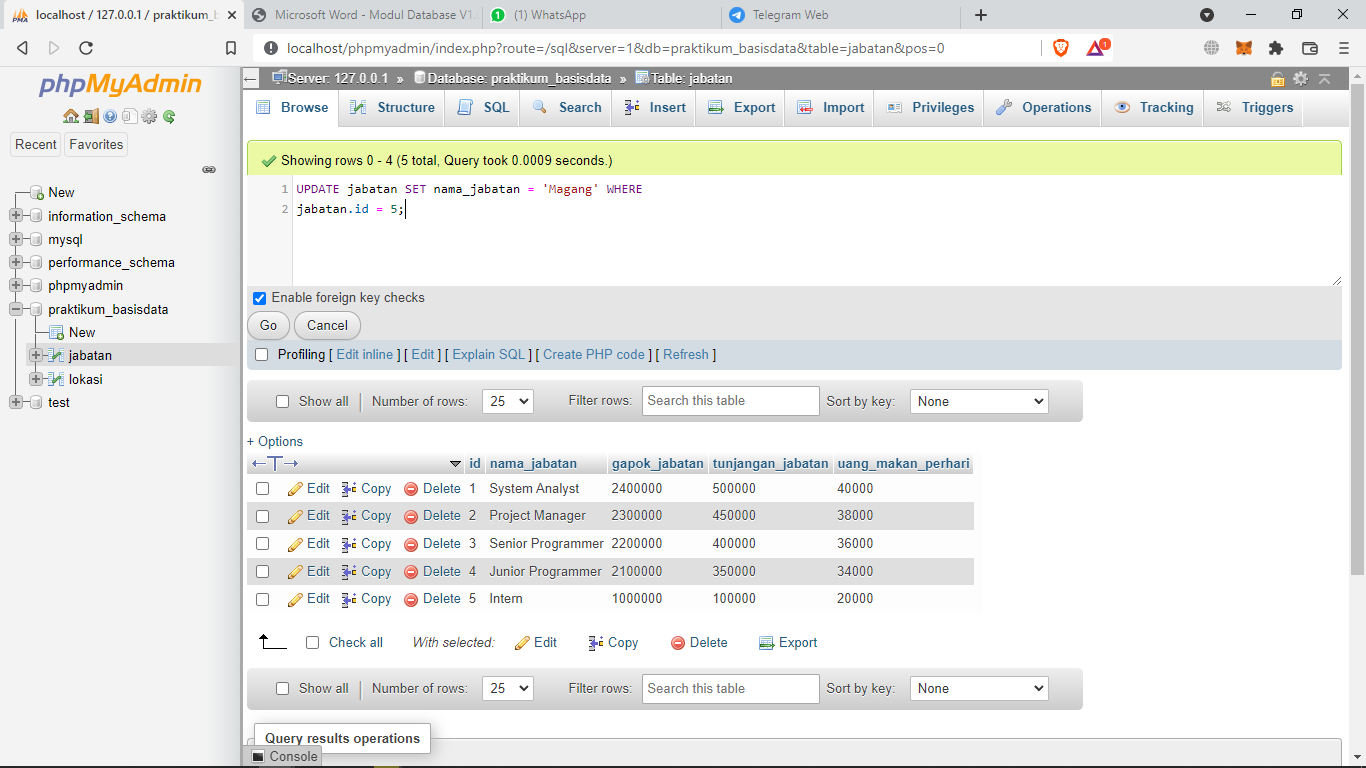 localhost / 127.0.0.1 / praktikum_b
Microsoft Word - Modul Database V1.
(1) WhatsApp
Telegram Web
localhost/phpmyadmin/index.php?route=/sql&server=1&db=praktikum_basisdata&table=jabatan&pos=0
1
phpMyAdmin
Recent
Favorites
New
information_schema
mysql
performance_schema
phpmyadmin
praktikum_basisdata
New
jabatan
lokasi
test
Server: 127.0.0.1 » Database: praktikum_basisdata » Table: jabatan
Browse Structure SQL Search Insert Export Import Privileges Operations Tracking Triggers
Showing rows 0 - 4 (5 total, Query took 0.0009 seconds.)
1 UPDATE jabatan SET nama_jabatan = 'Magang' WHERE
2 jabatan.id = 5;
Enable foreign key checks
Go Cancel
Profiling [ Edit inline ] [ Edit ] [ Explain SQL ] [ Create PHP code ] [ Refresh ]
Show all Number of rows: 25 Filter rows: Search this table Sort by key: None
+ Options
id nama_jabatan gapok_jabatan tunjangan_jabatan uang_makan_perhari
Edit Copy Delete 1 System Analyst 2400000 500000 40000
Edit Copy Delete 2 Project Manager 2300000 450000 38000
Edit Copy Delete 3 Senior Programmer 2200000 400000 36000
Edit Copy Delete 4 Junior Programmer 2100000 350000 34000
Edit Copy Delete 5 Intern 1000000 100000 20000
Check all With selected: Edit Copy Delete Export
Show all Number of rows: 25 Filter rows: Search this table Sort by key: None
Query results operations
Console